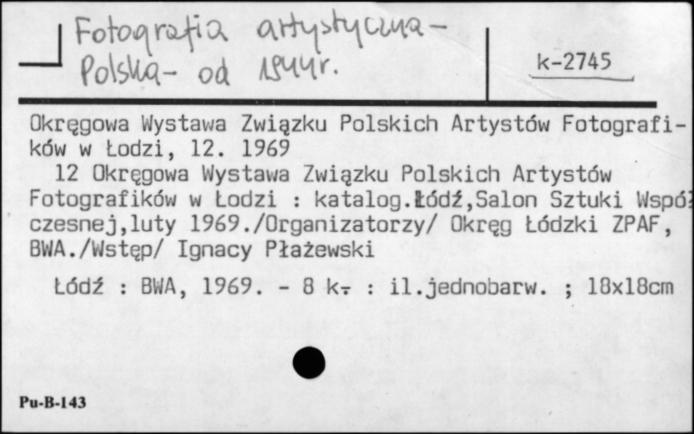 Fotografia artystyczna -
Polska - od 1944r.
k-2745
Okręgowa Wystawa Związku Polskich Artystów Fotografi-
ków w Łodzi, 12. 1969
12 Okręgowa Wystawa Związku Polskich Artystów
Fotografików w Łodzi : katalog.Łódź,Salon Sztuki Współ
czesnej,luty 1969./Organizatorzy/ Okręg Łódzki ZPAF,
BWA./Wstęp/ Ignacy Płażewski
Łódź : BWA, 1969. - 8 k. : il.jednobarw. ; 18x18cm
Pu-B-143